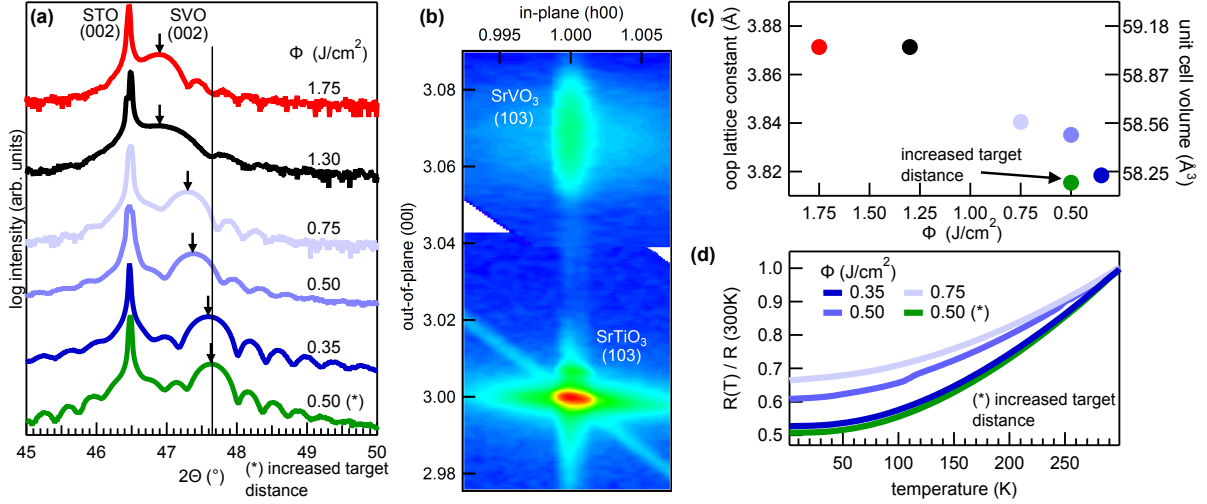 (a)
STO
(002)
SVO
(002)
Φ (J/cm²)
1.75
1.30
0.75
0.50
0.35
0.50 (*)
log intensity (arb. units)
45
46
47
48
49
50
2Θ (°)
(*) increased target
distance
(b)
in-plane (h00)
0.995
1.000
1.005
SrVO₃
(103)
SrTiO₃
(103)
out-of-plane (00l)
3.08
3.06
3.04
3.02
3.00
2.98
(c)
oop lattice constant (Å)
3.88
3.86
3.84
3.82
unit cell volume (Å³)
59.18
58.87
58.56
58.25
increased target
distance
1.75
1.50
1.25
1.00
0.75
0.50
Φ (J/cm²)
(d)
R(T) / R (300K)
1.0
0.9
0.8
0.7
0.6
0.5
Φ (J/cm²)
0.35
0.75
0.50
0.50 (*)
(*) increased target
distance
50
100
150
200
250
temperature (K)